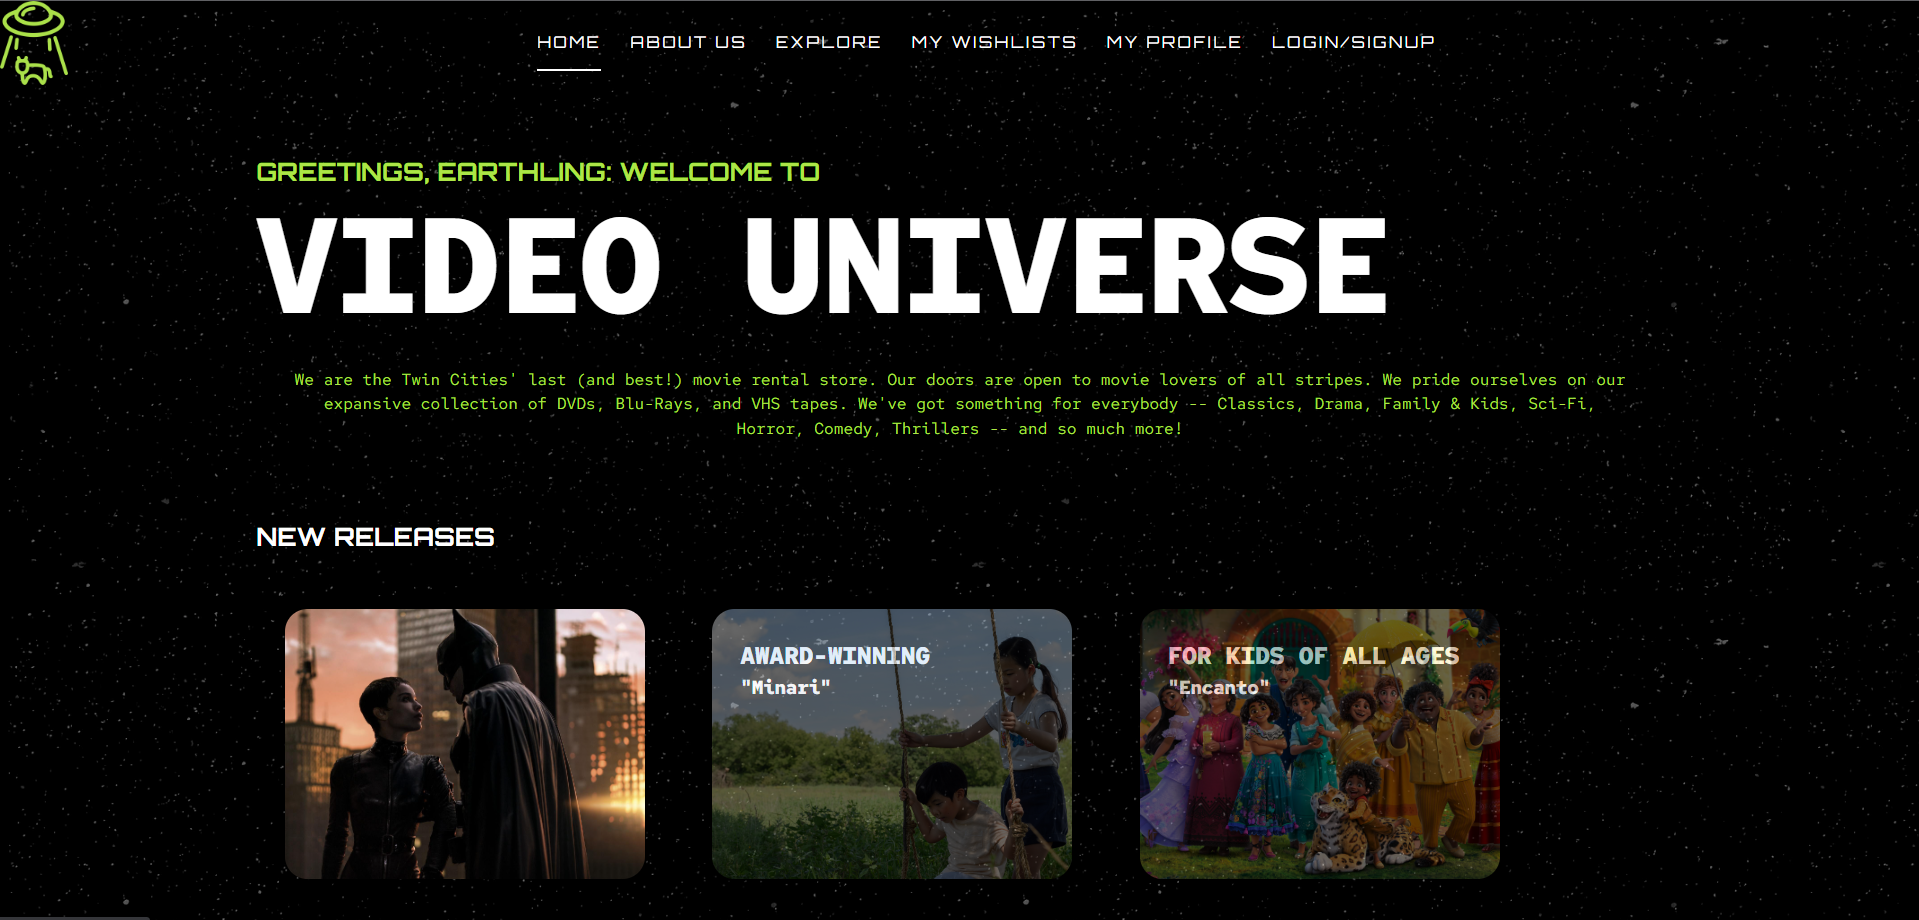 HOME ABOUT US EXPLORE MY WISHLISTS MY PROFILE LOGIN/SIGNUP
GREETINGS, EARTHLING: WELCOME TO
VIDEO UNIVERSE
We are the Twin Cities' last (and best!) movie rental store. Our doors are open to movie lovers of all stripes. We pride ourselves on our
expansive collection of DVDs, Blu-Rays, and VHS tapes. We've got something for everybody -- Classics, Drama, Family & Kids, Sci-Fi,
Horror, Comedy, Thrillers -- and so much more!
NEW RELEASES
AWARD-WINNING
"Minari"
FOR KIDS OF ALL AGES
"Encanto"